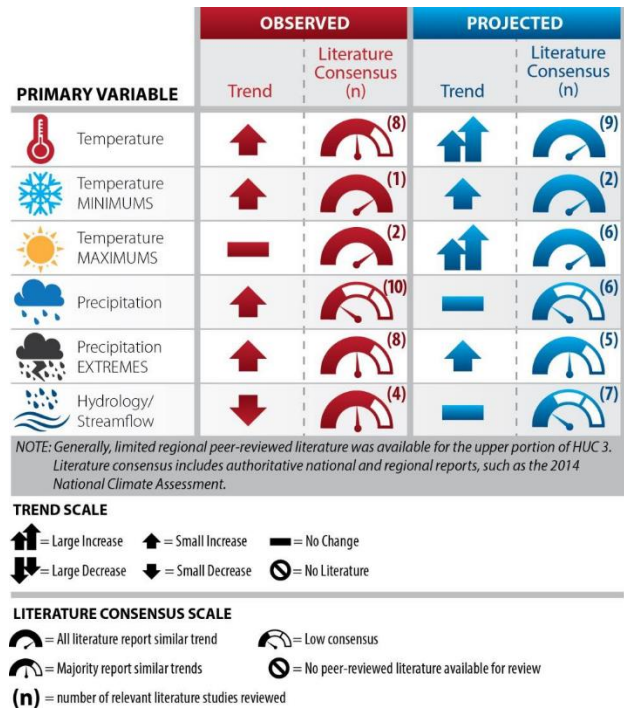 OBSERVED PROJECTED
PRIMARY VARIABLE Trend Literature Consensus (n) Trend Literature Consensus (n)
Temperature (8) (9)
Temperature MINIMUMS (1) (2)
Temperature MAXIMUMS (2) (6)
Precipitation (10) (6)
Precipitation EXTREMES (8) (5)
Hydrology/ Streamflow (4) (7)
NOTE: Generally, limited regional peer-reviewed literature was available for the upper portion of HUC 3.
Literature consensus includes authoritative national and regional reports, such as the 2014
National Climate Assessment.
TREND SCALE
= Large Increase = Small Increase = No Change
= Large Decrease = Small Decrease = No Literature
LITERATURE CONSENSUS SCALE
= All literature report similar trend = Low consensus
= Majority report similar trends = No peer-reviewed literature available for review
(n) = number of relevant literature studies reviewed